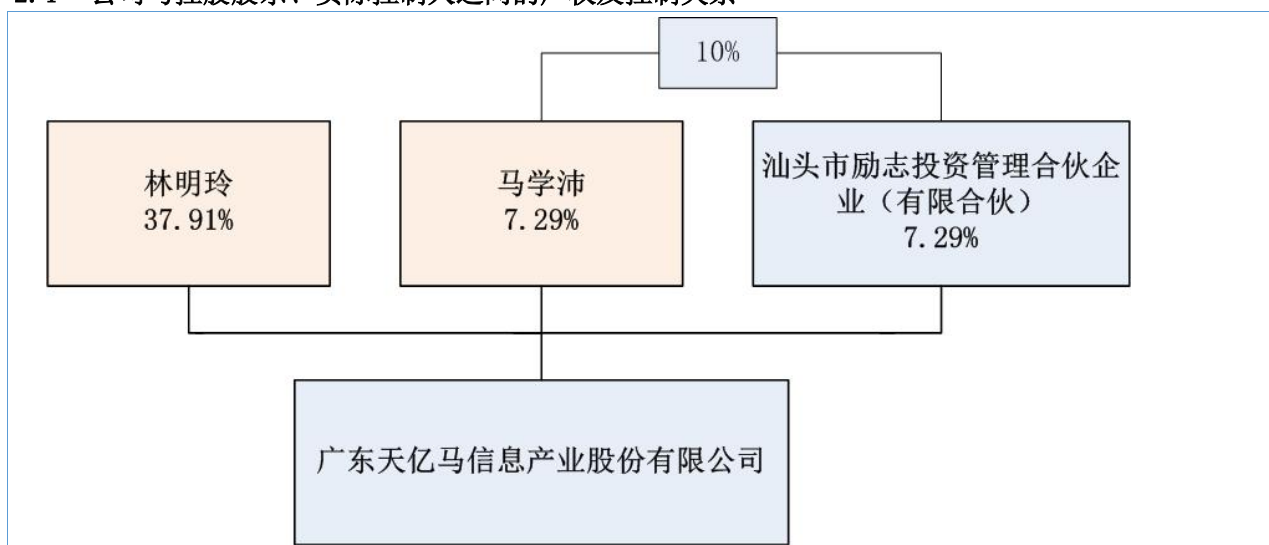 10%
林明玲
37.91%
马学沛
7.29%
汕头市励志投资管理合伙企
业（有限合伙）
7.29%
广东天亿马信息产业股份有限公司